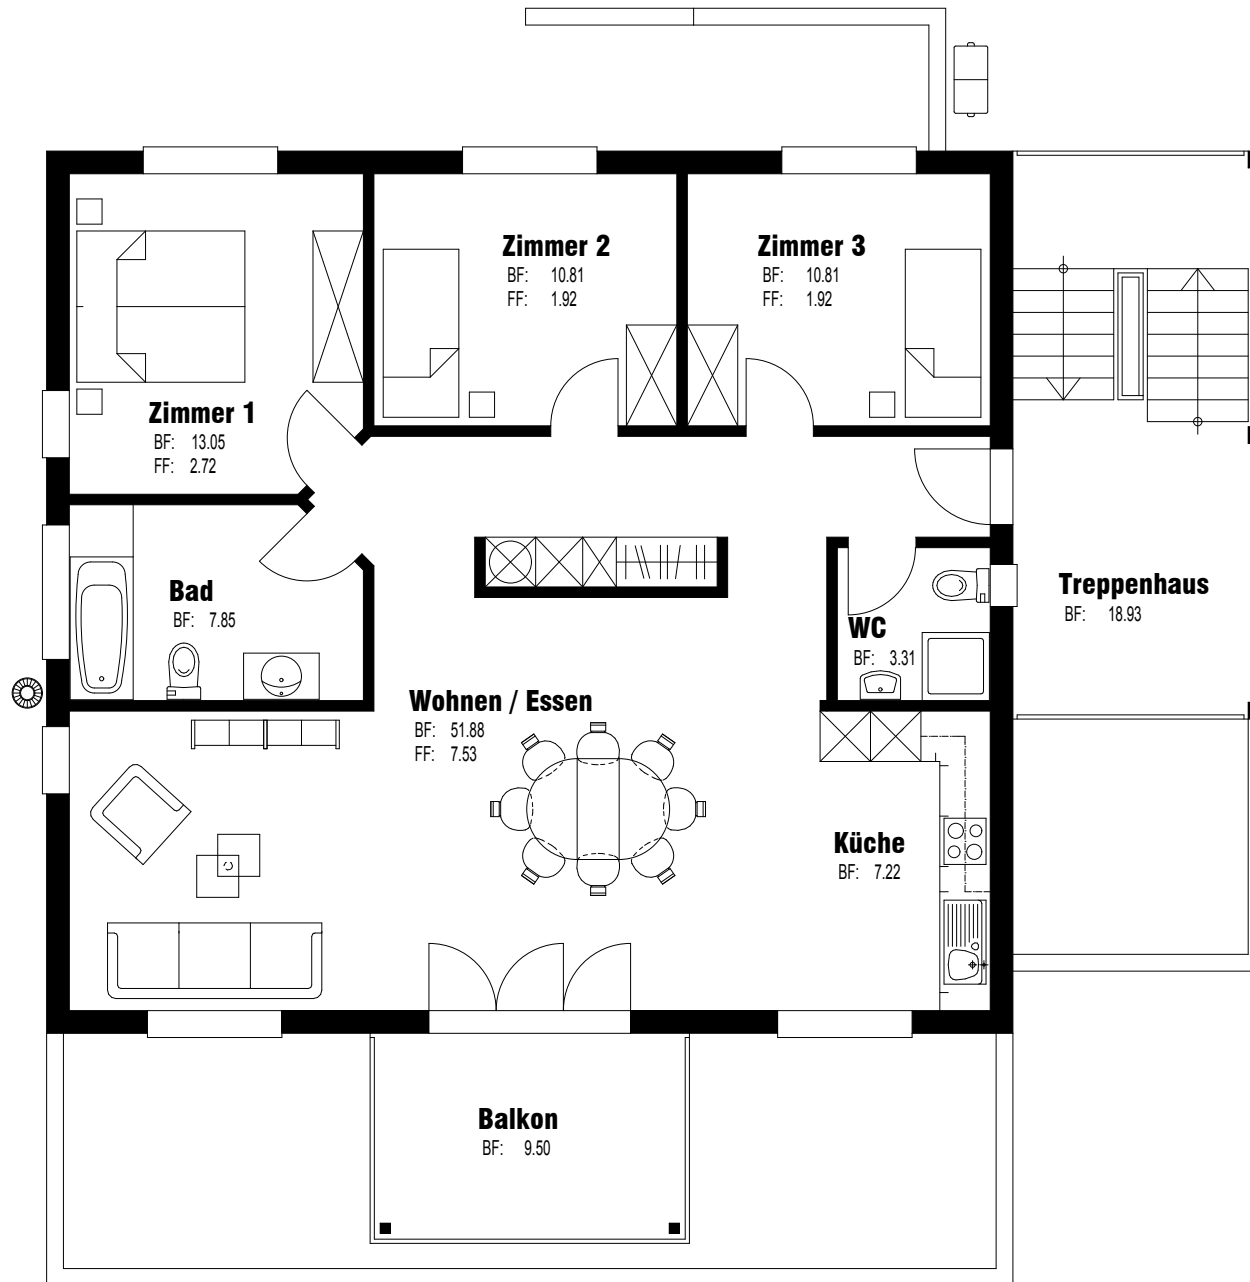 Zimmer 2
BF: 10.81
FF: 1.92
Zimmer 3
BF: 10.81
FF: 1.92
Zimmer 1
BF: 13.05
FF: 2.72
Bad
BF: 7.85
Treppenhaus
BF: 18.93
WC
BF: 3.31
Wohnen / Essen
BF: 51.88
FF: 7.53
Küche
BF: 7.22
Balkon
BF: 9.50